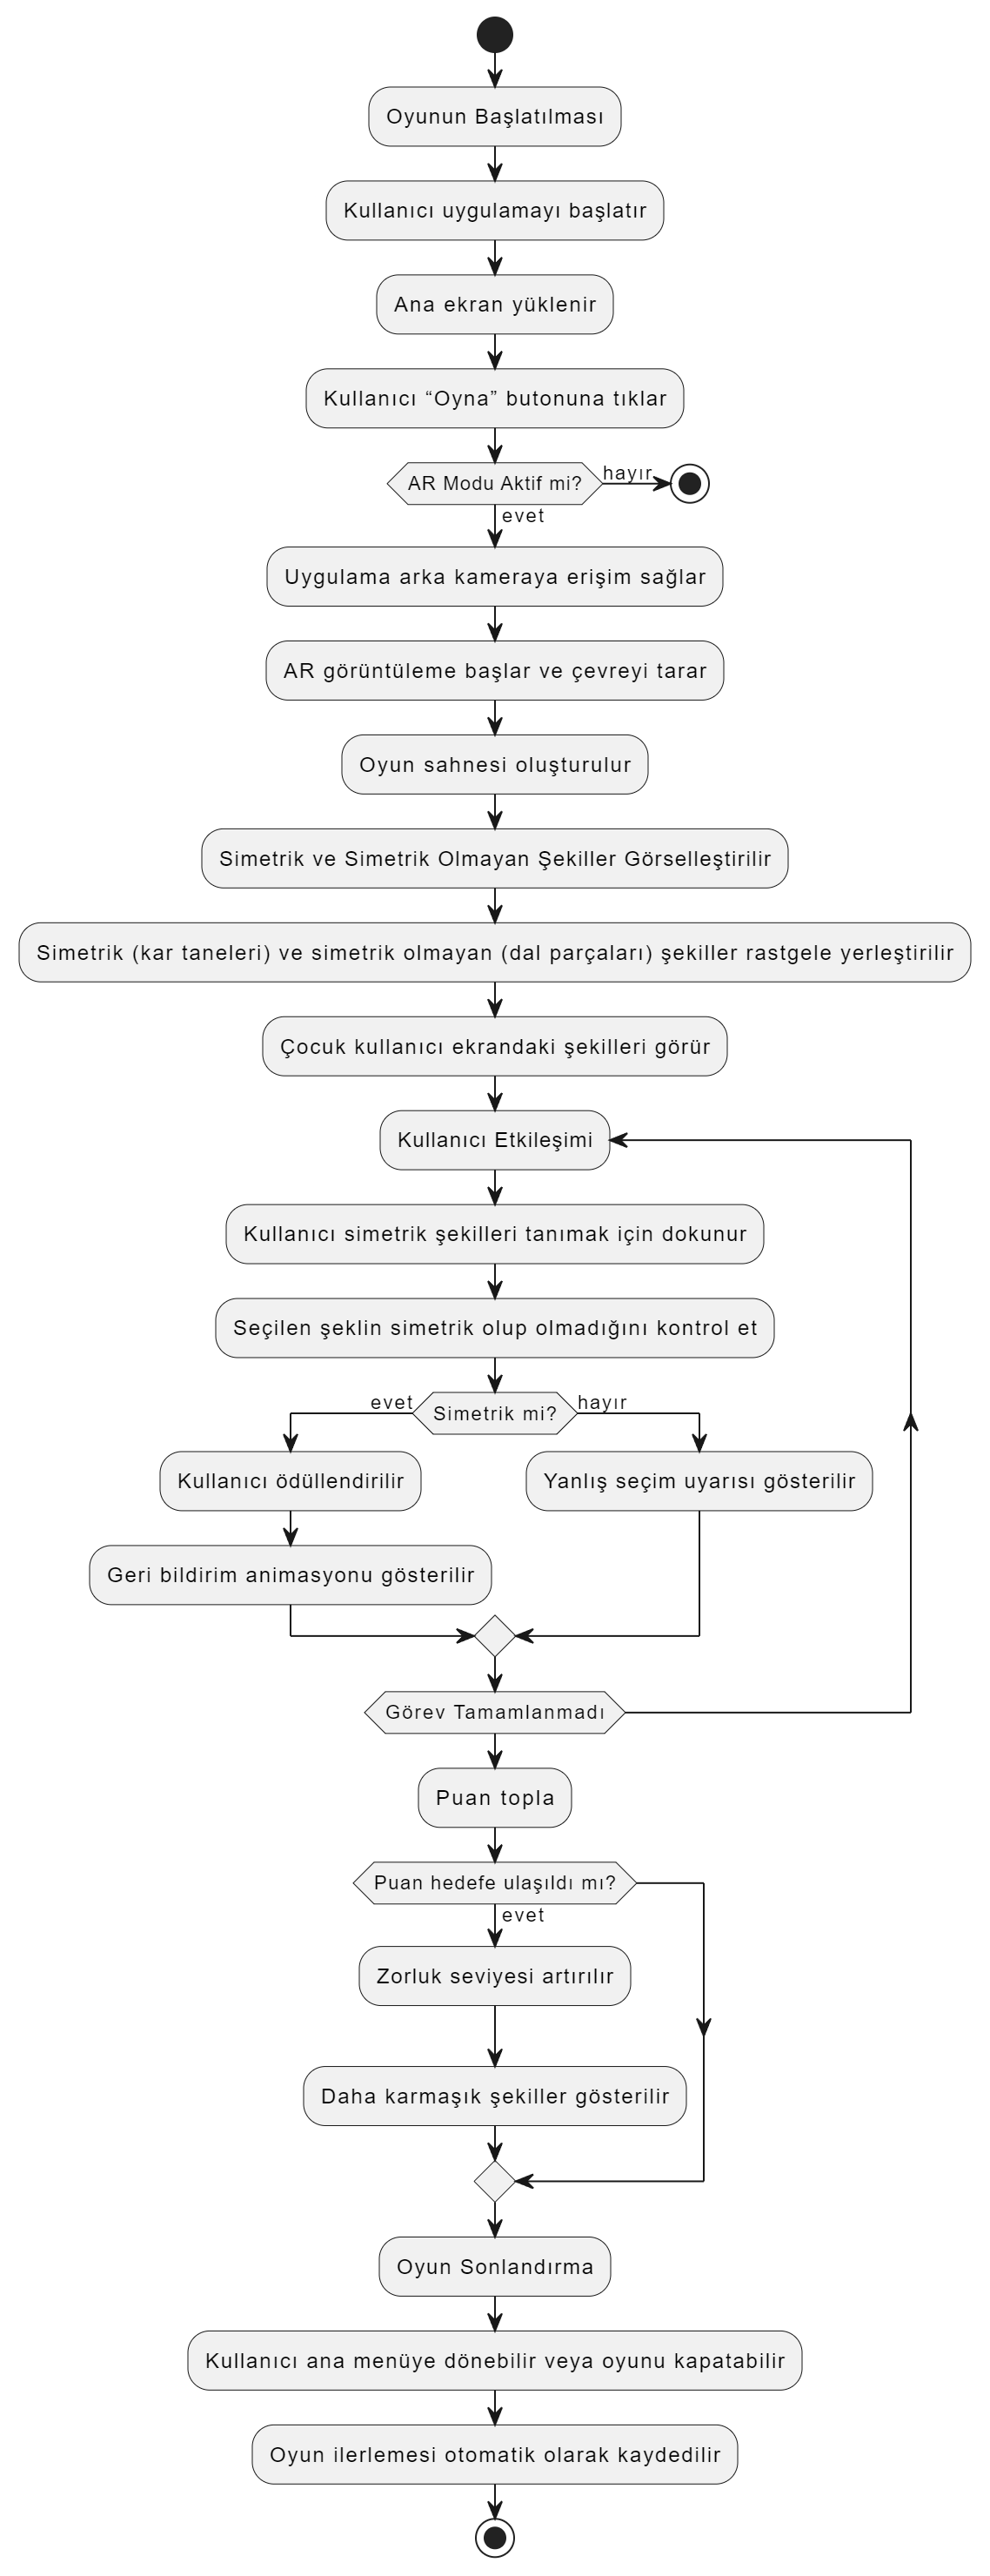 Oyunun Başlatılması
Kullanıcı uygulamayı başlatır
Ana ekran yüklenir
Kullanıcı “Oyna” butonuna tıklar
AR Modu Aktif mi?
hayır
evet
Uygulama arka kameraya erişim sağlar
AR görüntüleme başlar ve çevreyi tarar
Oyun sahnesi oluşturulur
Simetrik ve Simetrik Olmayan Şekiller Görselleştirilir
Simetrik (kar taneleri) ve simetrik olmayan (dal parçaları) şekiller rastgele yerleştirilir
Çocuk kullanıcı ekrandaki şekilleri görür
Kullanıcı Etkileşimi
Kullanıcı simetrik şekilleri tanımak için dokunur
Seçilen şeklin simetrik olup olmadığını kontrol et
evet
Simetrik mi?
hayır
Kullanıcı ödüllendirilir
Yanlış seçim uyarısı gösterilir
Geri bildirim animasyonu gösterilir
Görev Tamamlanmadı
Puan topla
Puan hedefe ulaşıldı mı?
evet
Zorluk seviyesi artırılır
Daha karmaşık şekiller gösterilir
Oyun Sonlandırma
Kullanıcı ana menüye dönebilir veya oyunu kapatabilir
Oyun ilerlemesi otomatik olarak kaydedilir